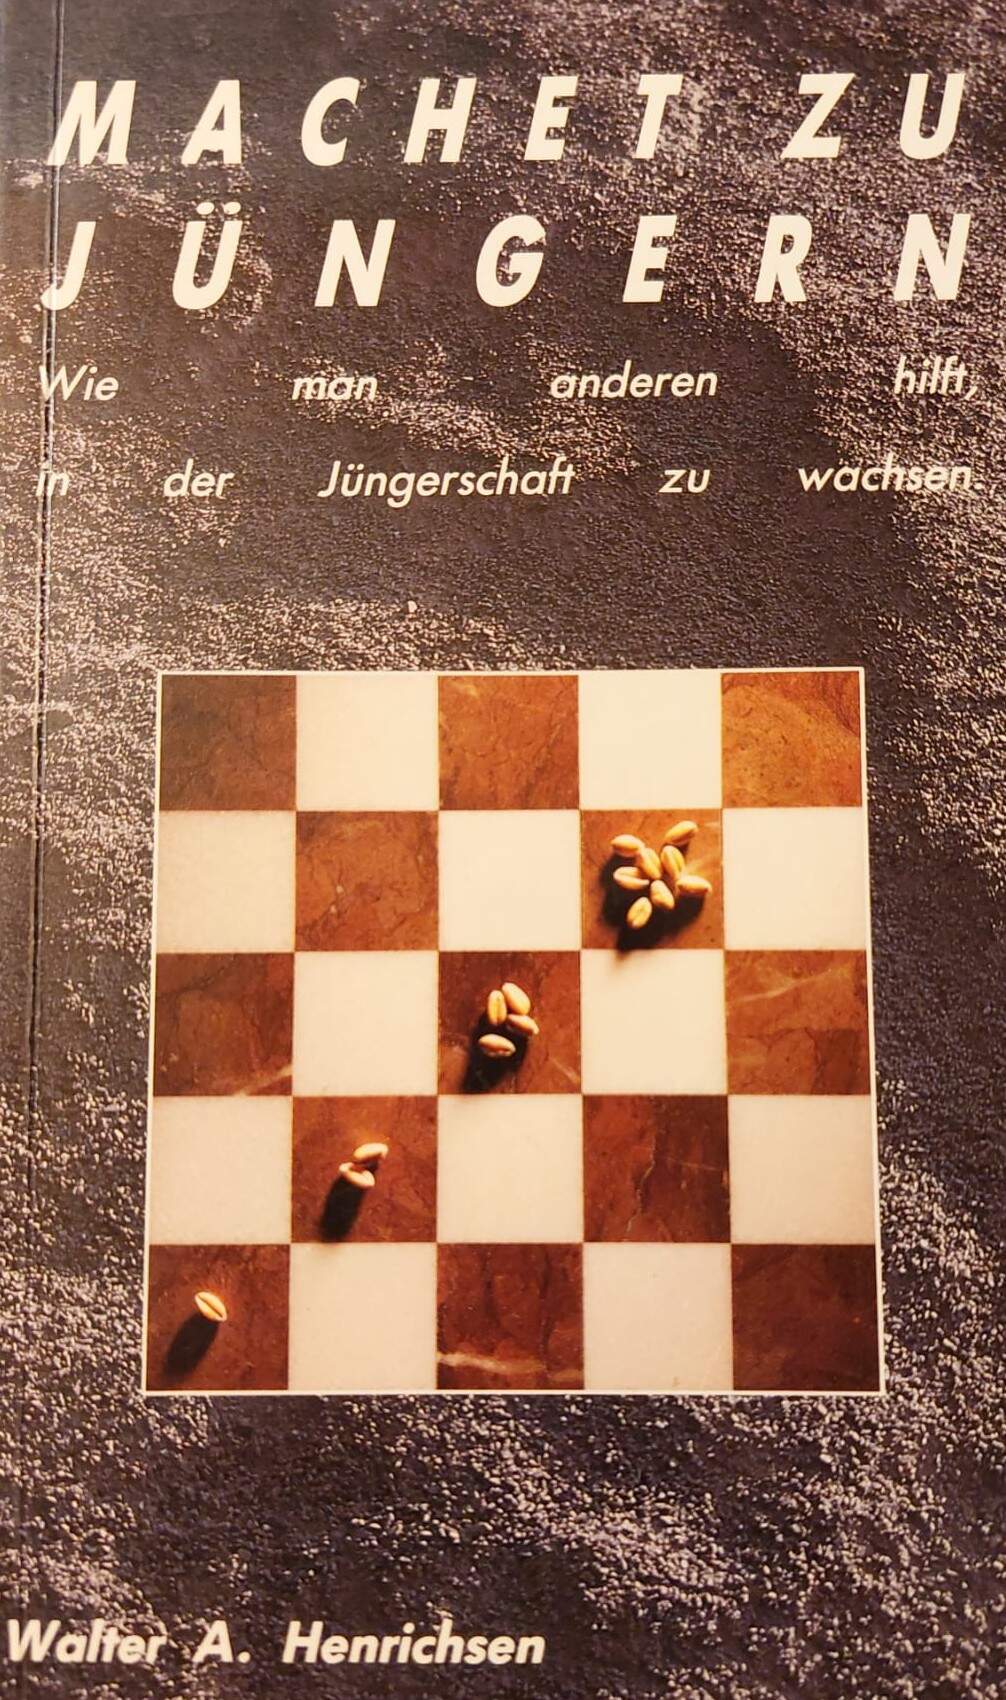 MACHET ZU
JÜNGERN
Wie man anderen hilft,
in der Jüngerschaft zu wachsen.
Walter A. Henrichsen